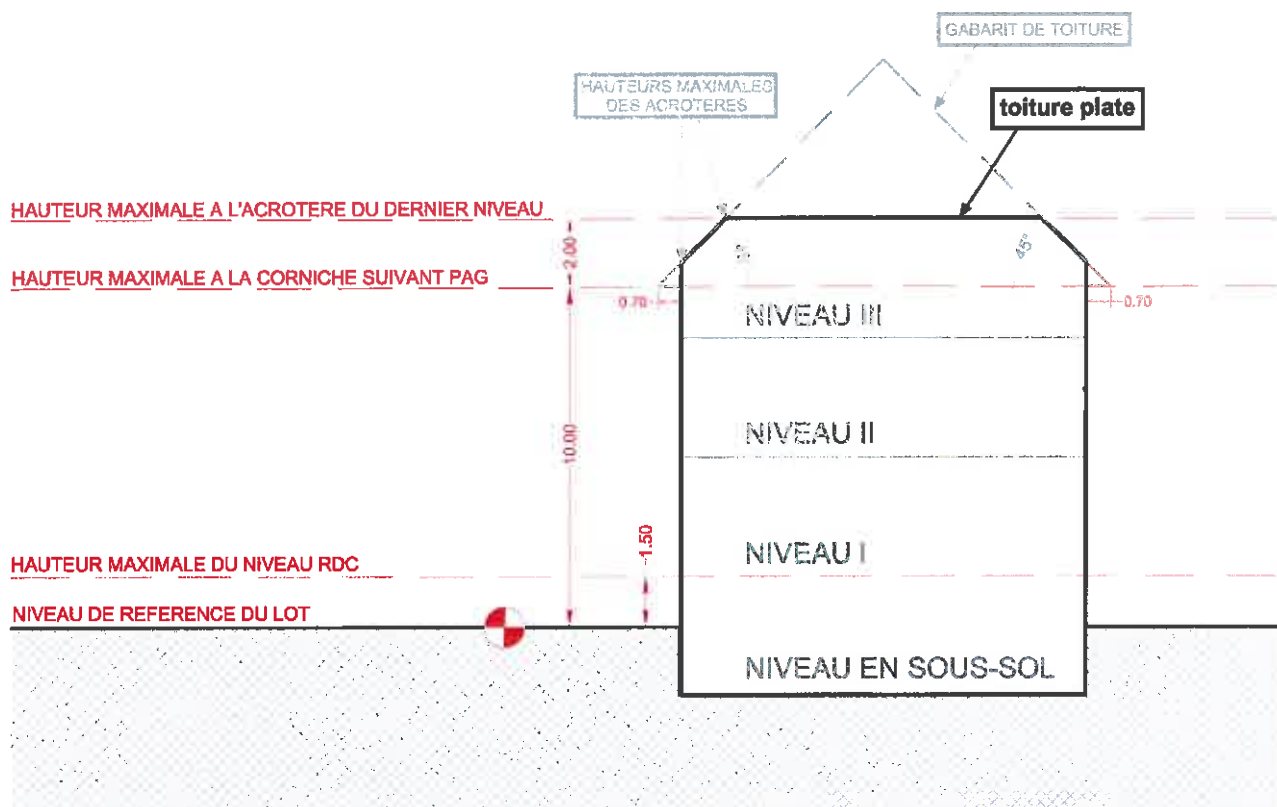 GABARIT DE TOITURE
HAUTEURS MAXIMALES
DES ACROTERES
toiture plate
HAUTEUR MAXIMALE A L'ACROTERE DU DERNIER NIVEAU
2.00
45°
HAUTEUR MAXIMALE A LA CORNICHE SUIVANT PAG
0.70
0.70
NIVEAU III
10.00
NIVEAU II
1.50
NIVEAU I
HAUTEUR MAXIMALE DU NIVEAU RDC
NIVEAU DE REFERENCE DU LOT
NIVEAU EN SOUS-SOL